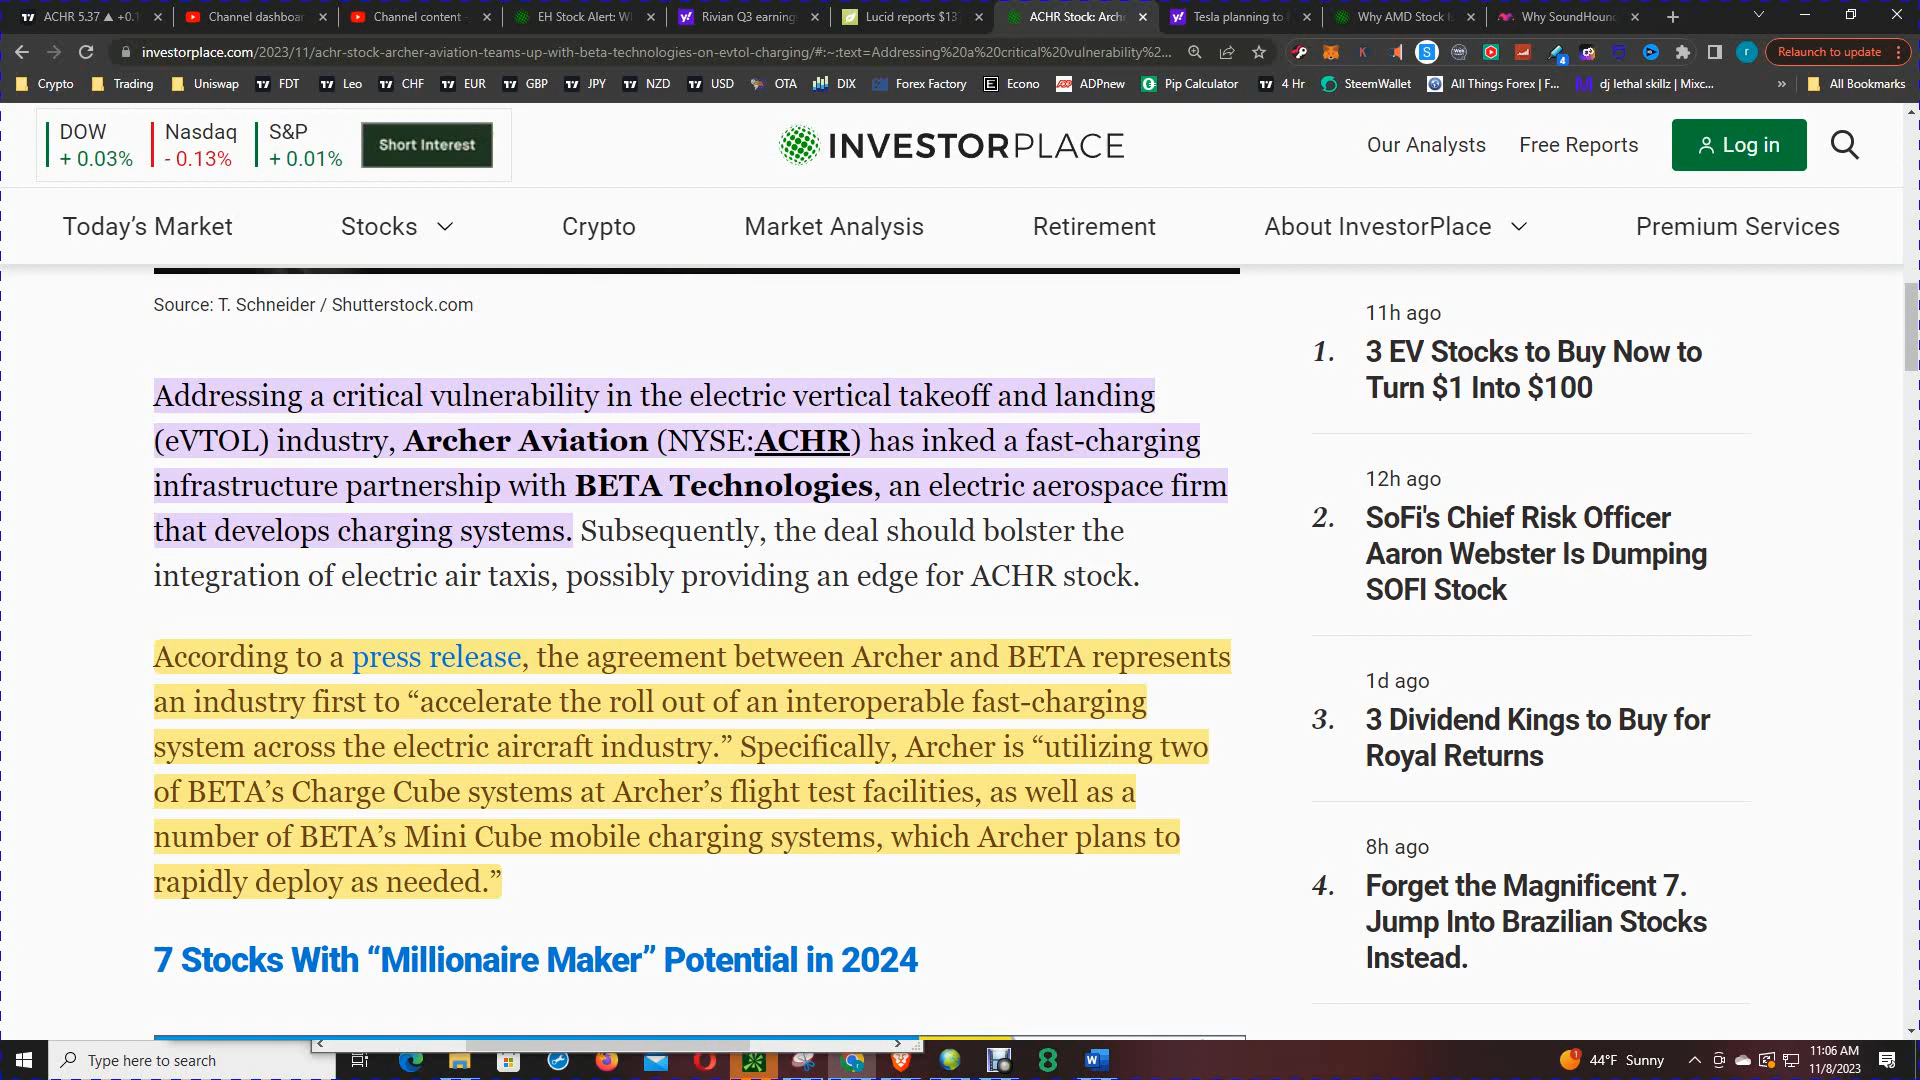 ACHR 5.37 ▲ +0.1
Channel dashboar
Channel content -
EH Stock Alert: W
Rivian Q3 earning
Lucid reports $13
ACHR Stock: Arch
Tesla planning to
Why AMD Stock I
Why SoundHoun
investorplace.com/2023/11/achr-stock-archer-aviation-teams-up-with-beta-technologies-on-evtol-charging/#:~:text=Addressing%20a%20critical%20vulnerability%2...
Relaunch to update
Crypto
Trading
Uniswap
FDT
Leo
CHF
EUR
GBP
JPY
NZD
USD
OTA
DIX
Forex Factory
Econo
ADPnew
Pip Calculator
4 Hr
SteemWallet
All Things Forex | F...
dj lethal skillz | Mixc...
»
All Bookmarks
DOW
+ 0.03%
Nasdaq
- 0.13%
S&P
+ 0.01%
Short Interest
INVESTORPLACE
Our Analysts
Free Reports
Log in
Today’s Market
Stocks
Crypto
Market Analysis
Retirement
About InvestorPlace
Premium Services
Source: T. Schneider / Shutterstock.com
Addressing a critical vulnerability in the electric vertical takeoff and landing
(eVTOL) industry, Archer Aviation (NYSE:ACHR) has inked a fast-charging
infrastructure partnership with BETA Technologies, an electric aerospace firm
that develops charging systems. Subsequently, the deal should bolster the
integration of electric air taxis, possibly providing an edge for ACHR stock.
According to a press release, the agreement between Archer and BETA represents
an industry first to “accelerate the roll out of an interoperable fast-charging
system across the electric aircraft industry.” Specifically, Archer is “utilizing two
of BETA’s Charge Cube systems at Archer’s flight test facilities, as well as a
number of BETA’s Mini Cube mobile charging systems, which Archer plans to
rapidly deploy as needed.”
7 Stocks With “Millionaire Maker” Potential in 2024
11h ago
1. 3 EV Stocks to Buy Now to
Turn $1 Into $100
12h ago
2. SoFi's Chief Risk Officer
Aaron Webster Is Dumping
SOFI Stock
1d ago
3. 3 Dividend Kings to Buy for
Royal Returns
8h ago
4. Forget the Magnificent 7.
Jump Into Brazilian Stocks
Instead.
Type here to search
44°F Sunny
11:06 AM
11/8/2023